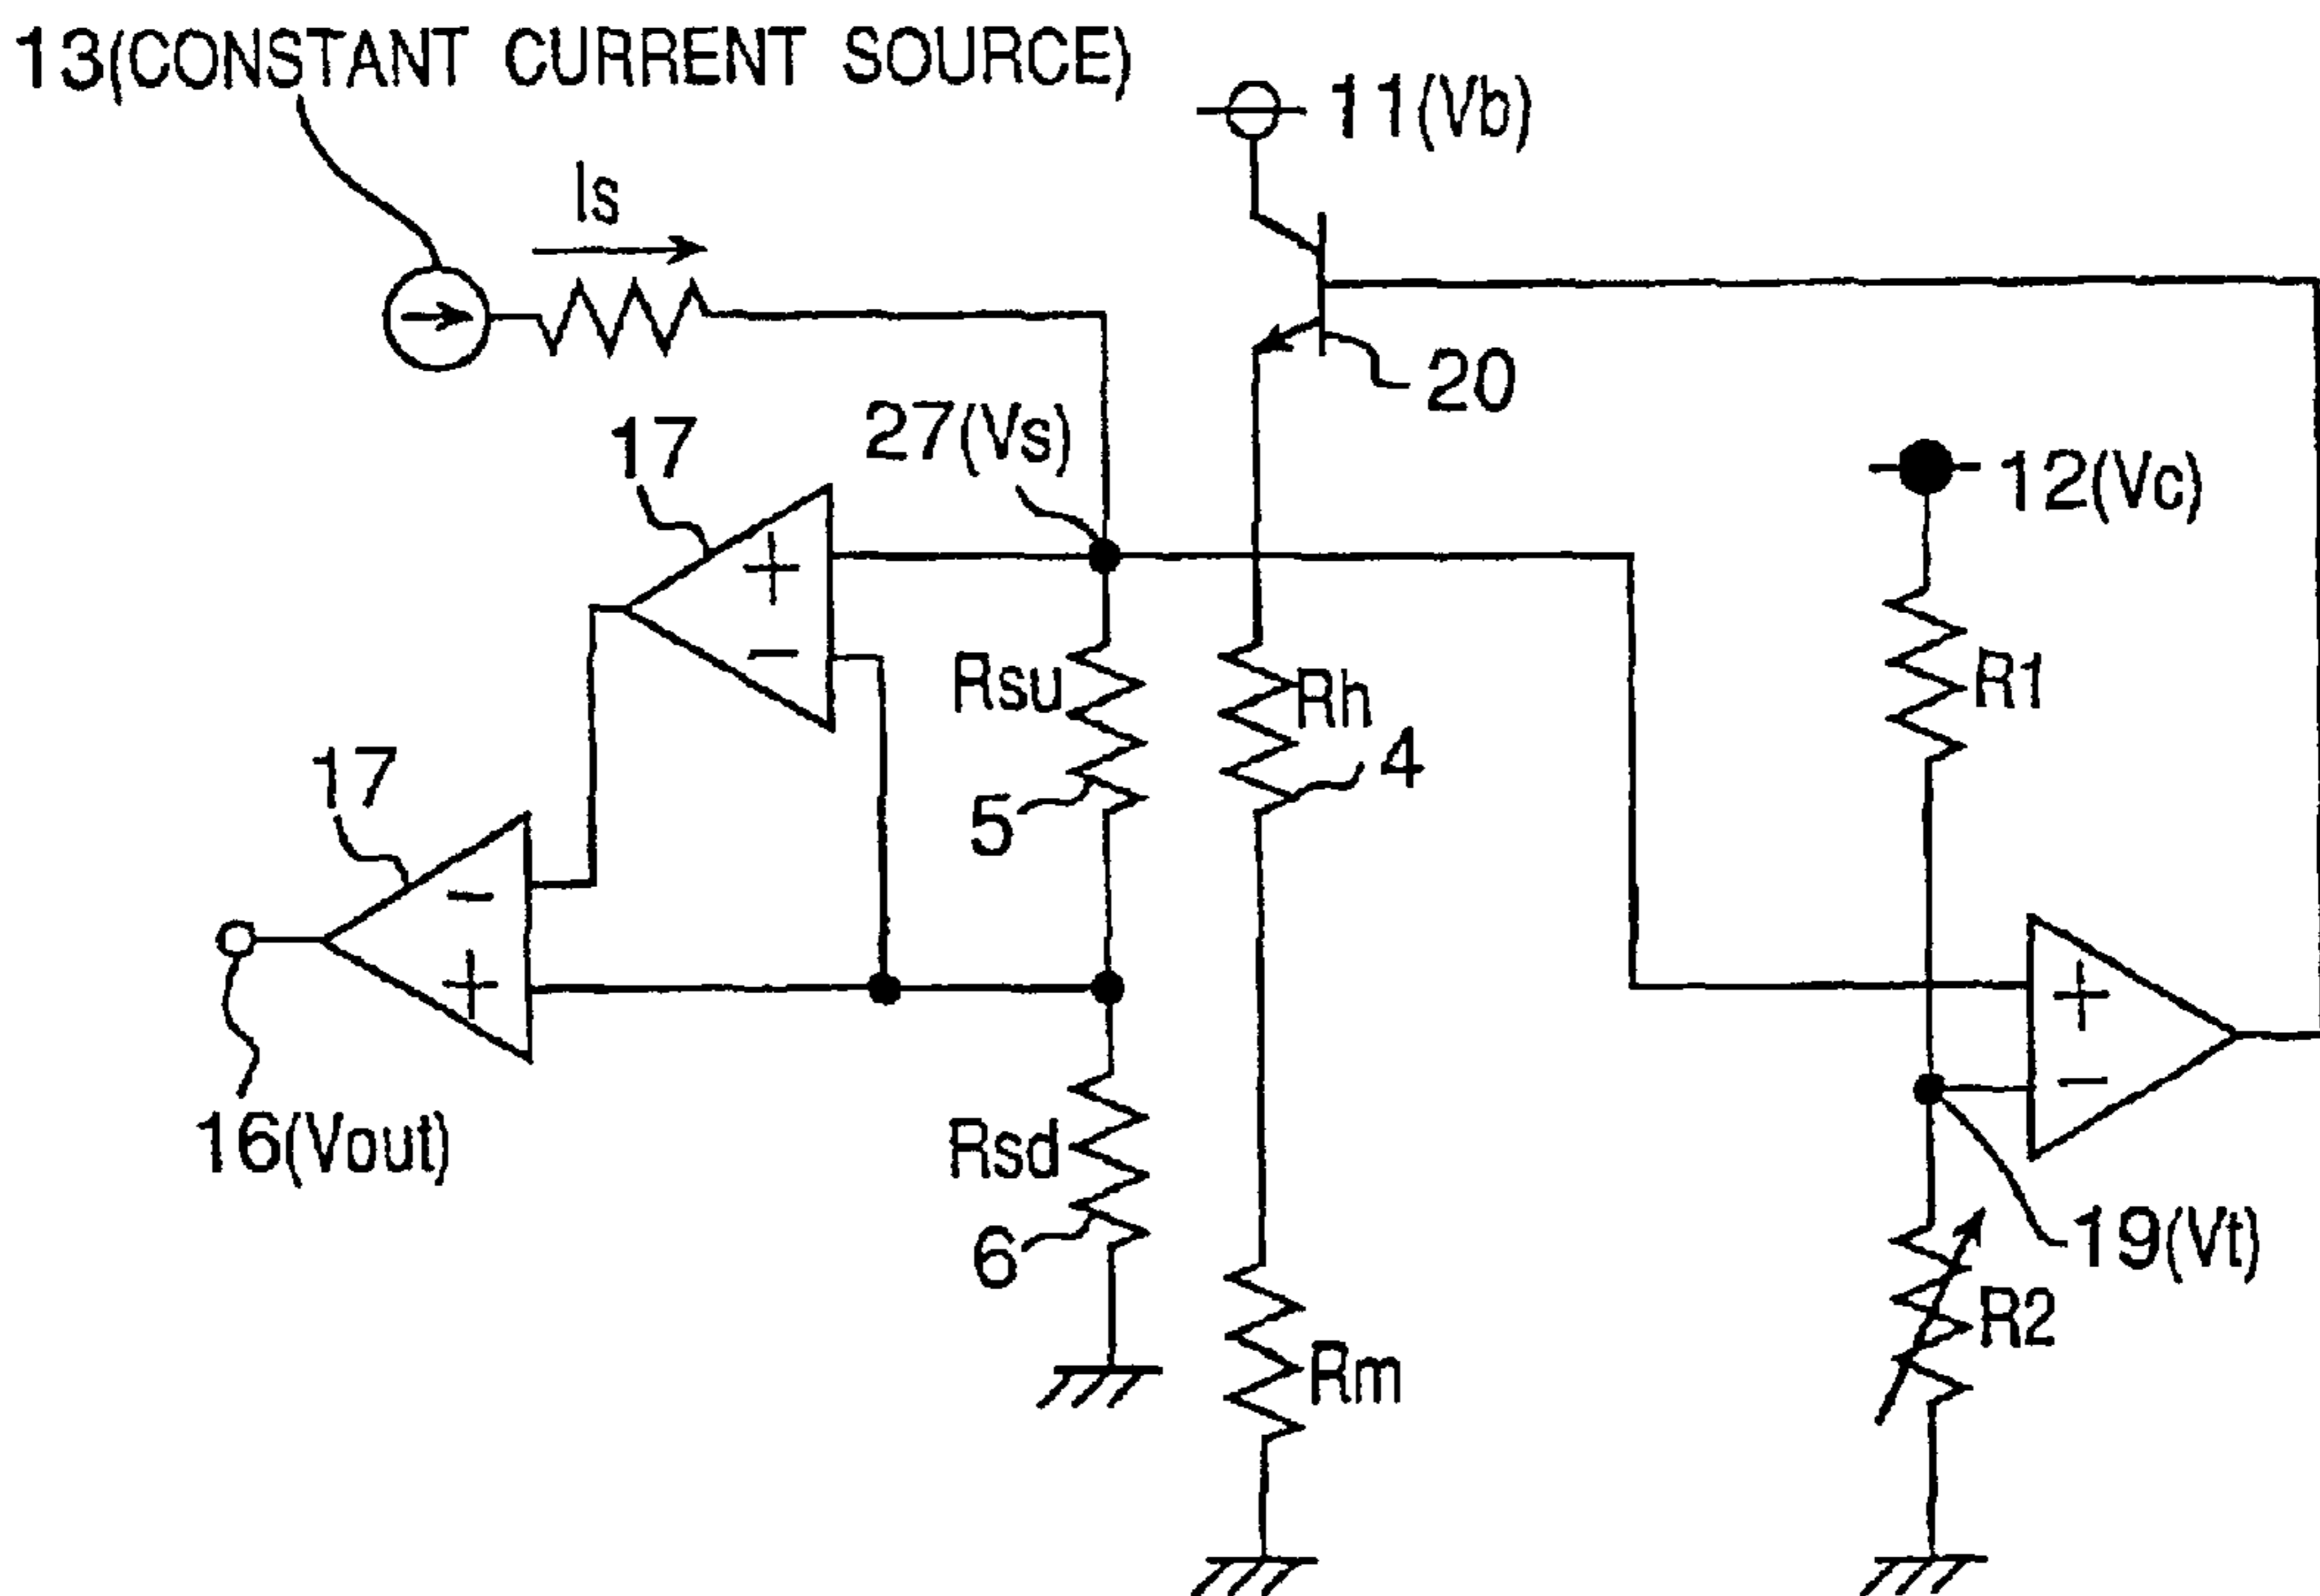 13(CONSTANT CURRENT SOURCE)
11(Vb)
Is
20
27(Vs)
17
12(Vc)
Rsu
Rh
R1
4
17
5
+
−
−
+
+
−
16(Vout)
Rsd
6
19(Vt)
R2
Rm